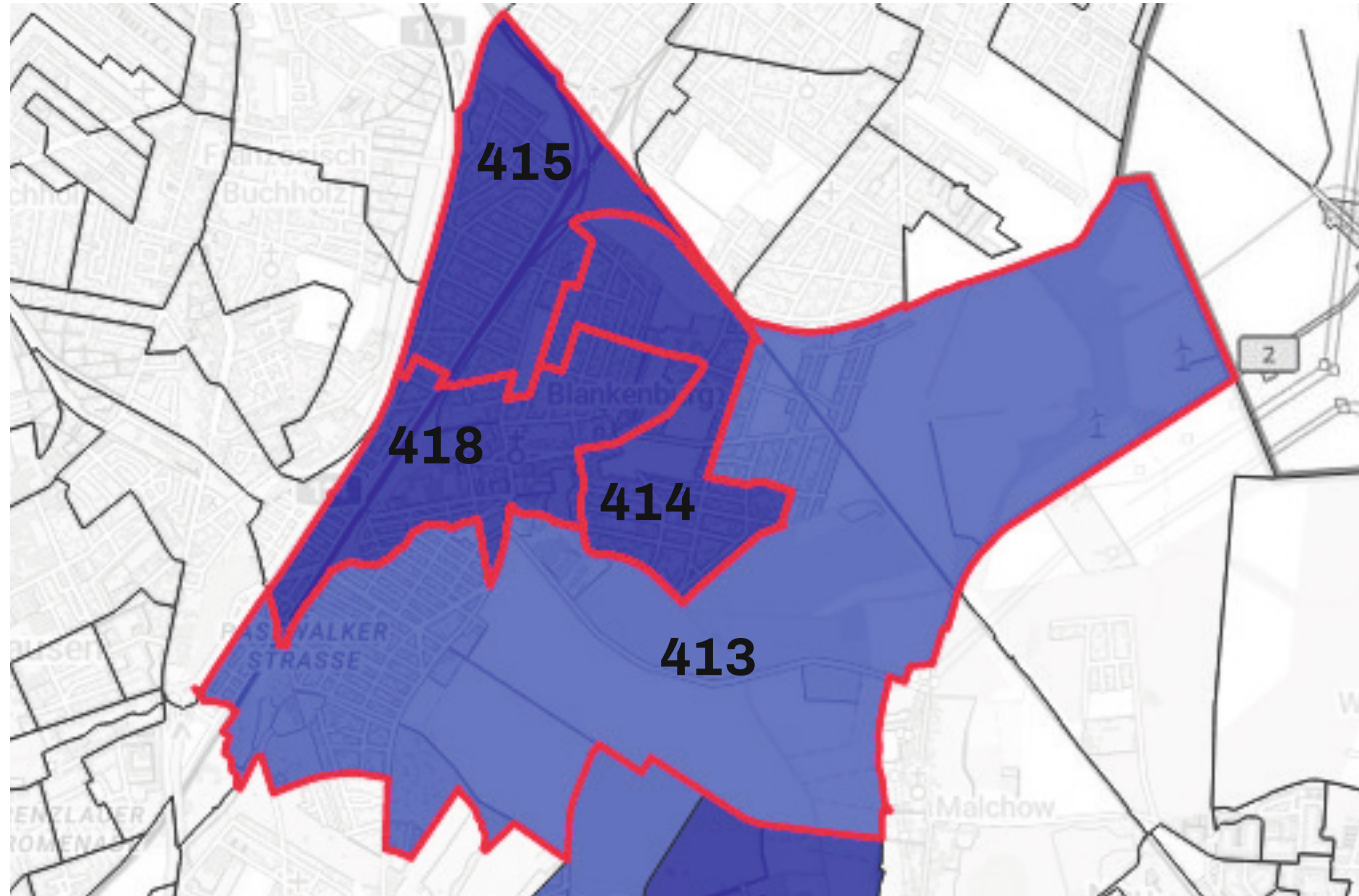 415
Französisch
Buchholz
2
Blankenburg
418
414
PASEWALKER
STRASSE
413
Malchow